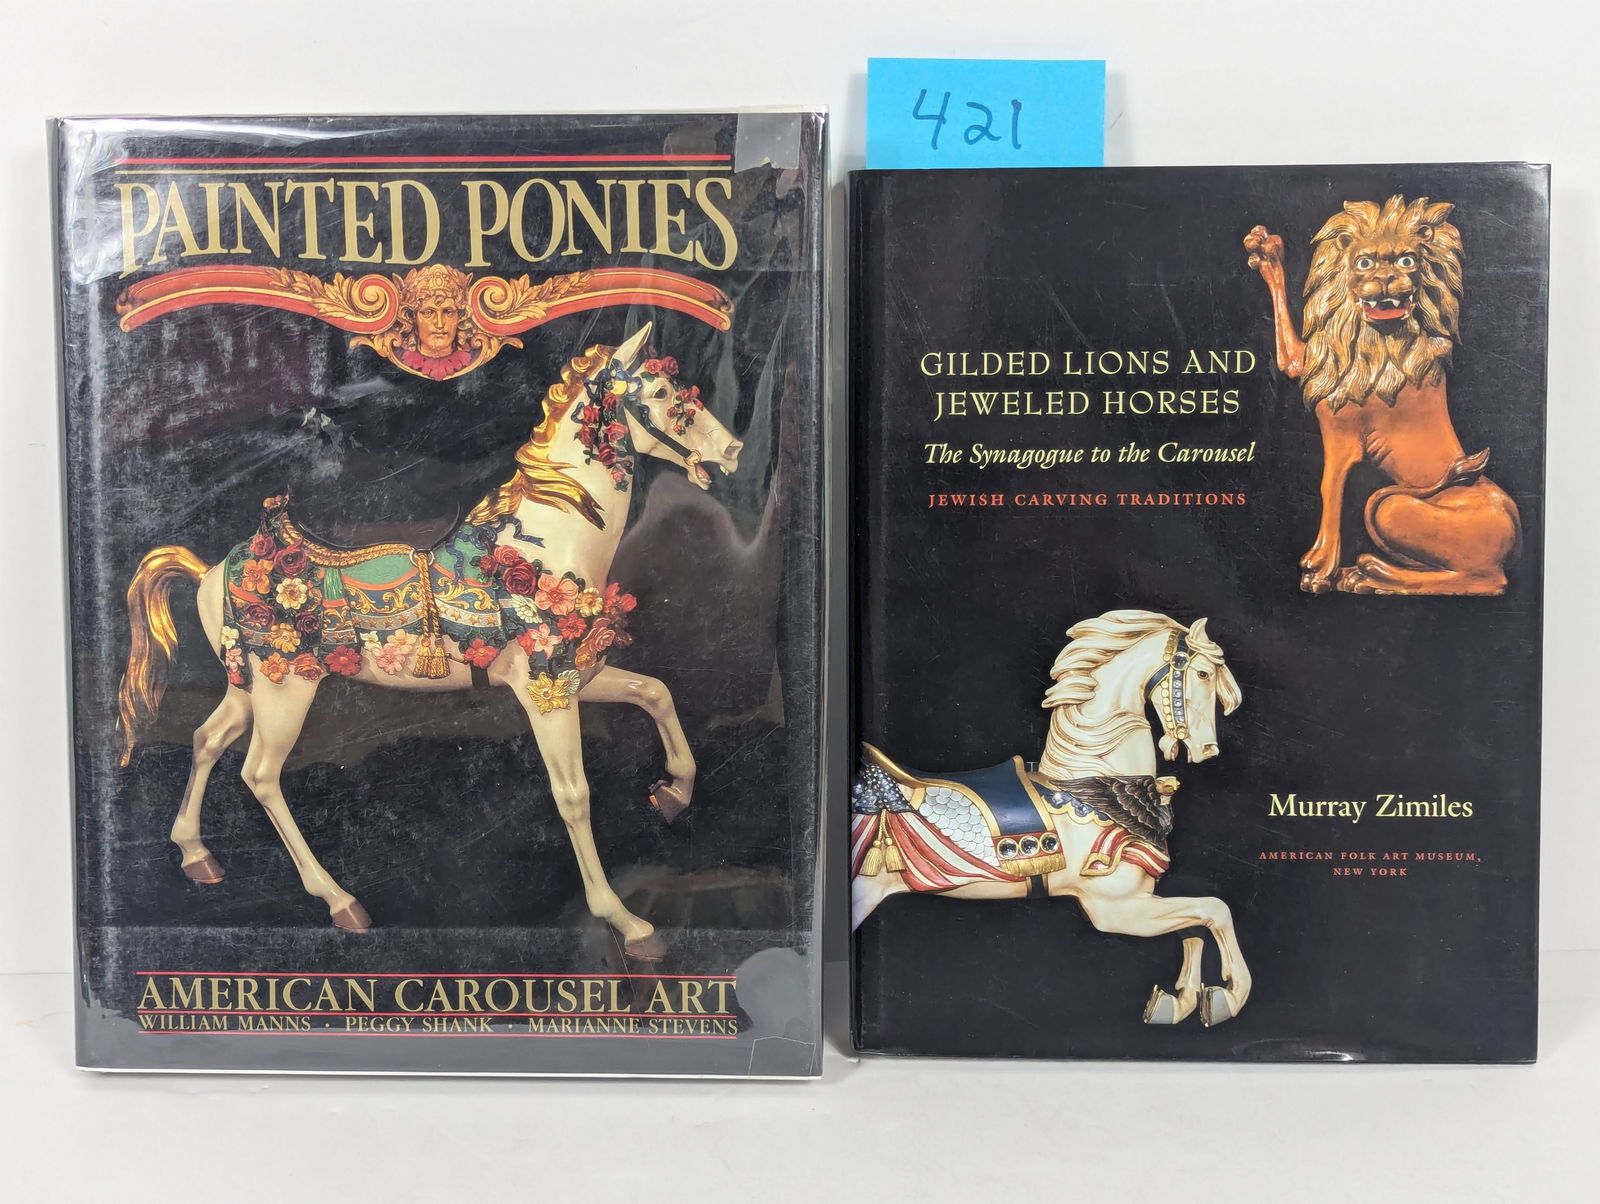 PAINTED PONIES
AMERICAN CAROUSEL ART
WILLIAM MANNS · PEGGY SHANK · MARIANNE STEVENS
421
GILDED LIONS AND
JEWELED HORSES
The Synagogue to the Carousel
JEWISH CARVING TRADITIONS
Murray Zimiles
AMERICAN FOLK ART MUSEUM,
NEW YORK